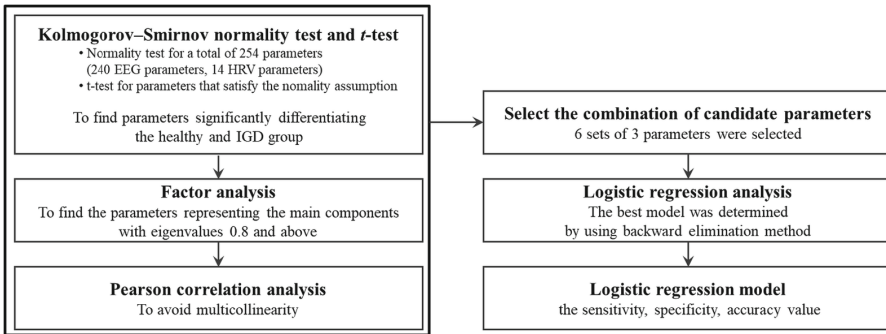 Kolmogorov–Smirnov normality test and t-test
• Normality test for a total of 254 parameters
(240 EEG parameters, 14 HRV parameters)
• t-test for parameters that satisfy the nomality assumption
To find parameters significantly differentiating
the healthy and IGD group
Factor analysis
To find the parameters representing the main components
with eigenvalues 0.8 and above
Pearson correlation analysis
To avoid multicollinearity
Select the combination of candidate parameters
6 sets of 3 parameters were selected
Logistic regression analysis
The best model was determined
by using backward elimination method
Logistic regression model
the sensitivity, specificity, accuracy value